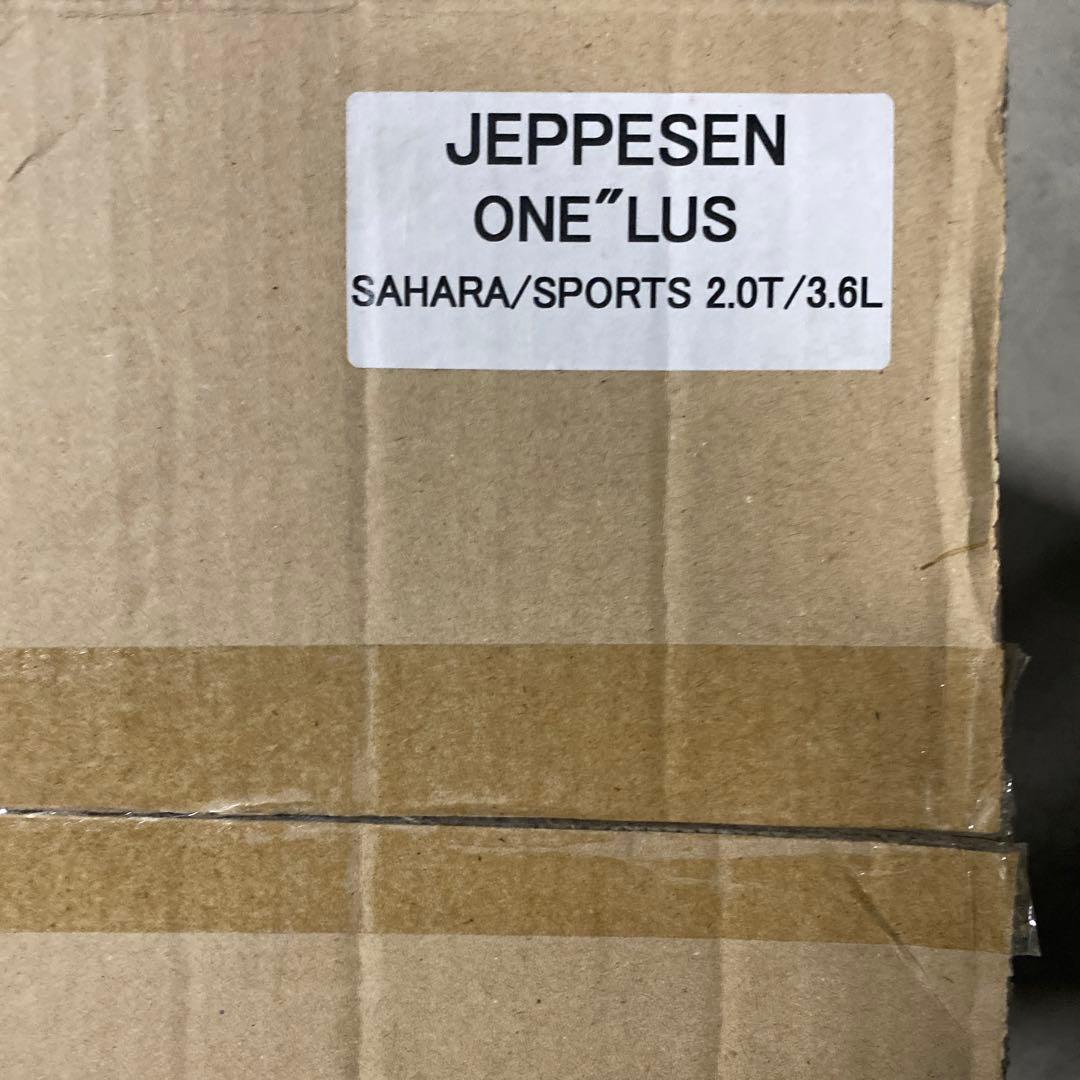 JEPPESEN
ONE″LUS
SAHARA/SPORTS 2.0T/3.6L